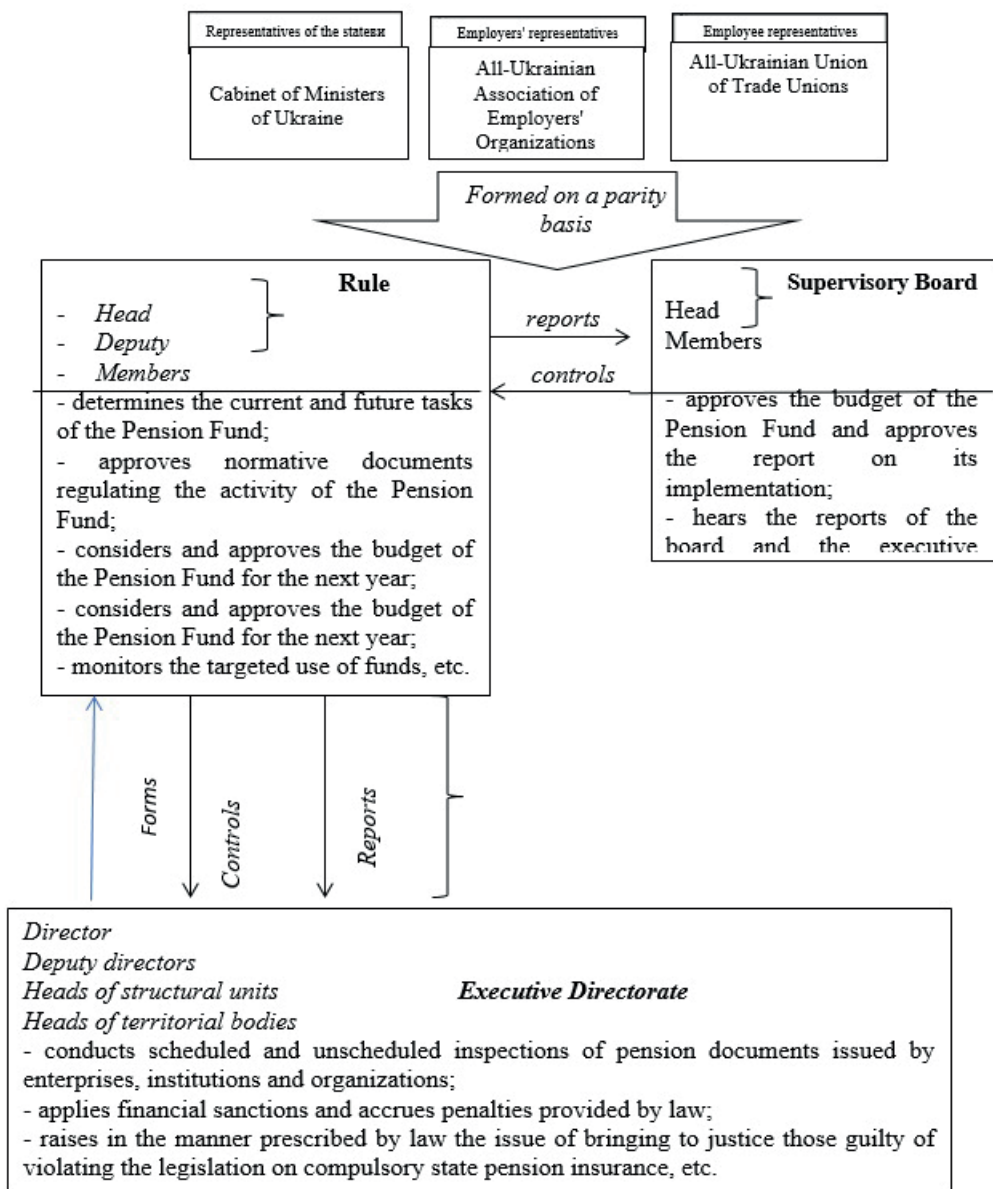 Representatives of the stateви
Cabinet of Ministers
of Ukraine
Employers' representatives
All-Ukrainian
Association of
Employers'
Organizations
Employee representatives
All-Ukrainian Union
of Trade Unions
Formed on a parity
basis
Rule
- Head
- Deputy
- Members
- determines the current and future tasks
of the Pension Fund;
- approves normative documents
regulating the activity of the Pension
Fund;
- considers and approves the budget of
the Pension Fund for the next year;
- considers and approves the budget of
the Pension Fund for the next year;
- monitors the targeted use of funds, etc.
reports
controls
Supervisory Board
Head
Members
- approves the budget of the
Pension Fund and approves
the report on its
implementation;
- hears the reports of the
board and the executive
Forms
Controls
Reports
Director
Deputy directors
Heads of structural units
Executive Directorate
Heads of territorial bodies
- conducts scheduled and unscheduled inspections of pension documents issued by
enterprises, institutions and organizations;
- applies financial sanctions and accrues penalties provided by law;
- raises in the manner prescribed by law the issue of bringing to justice those guilty of
violating the legislation on compulsory state pension insurance, etc.